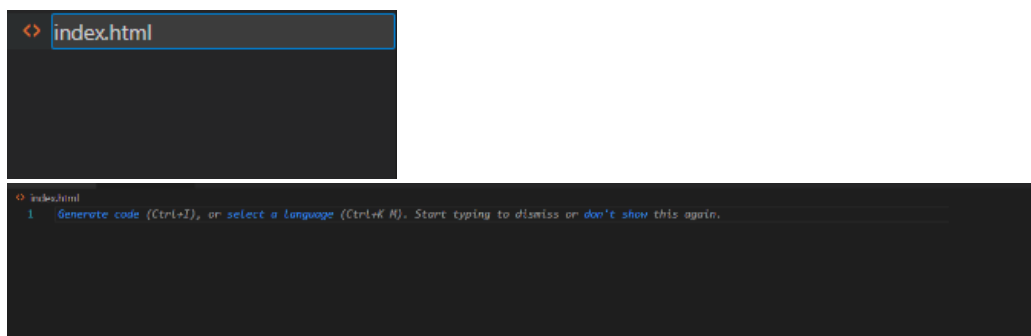 <> index.html
<> index.html
1 Generate code (Ctrl+I), or select a language (Ctrl+K M). Start typing to dismiss or don't show this again.